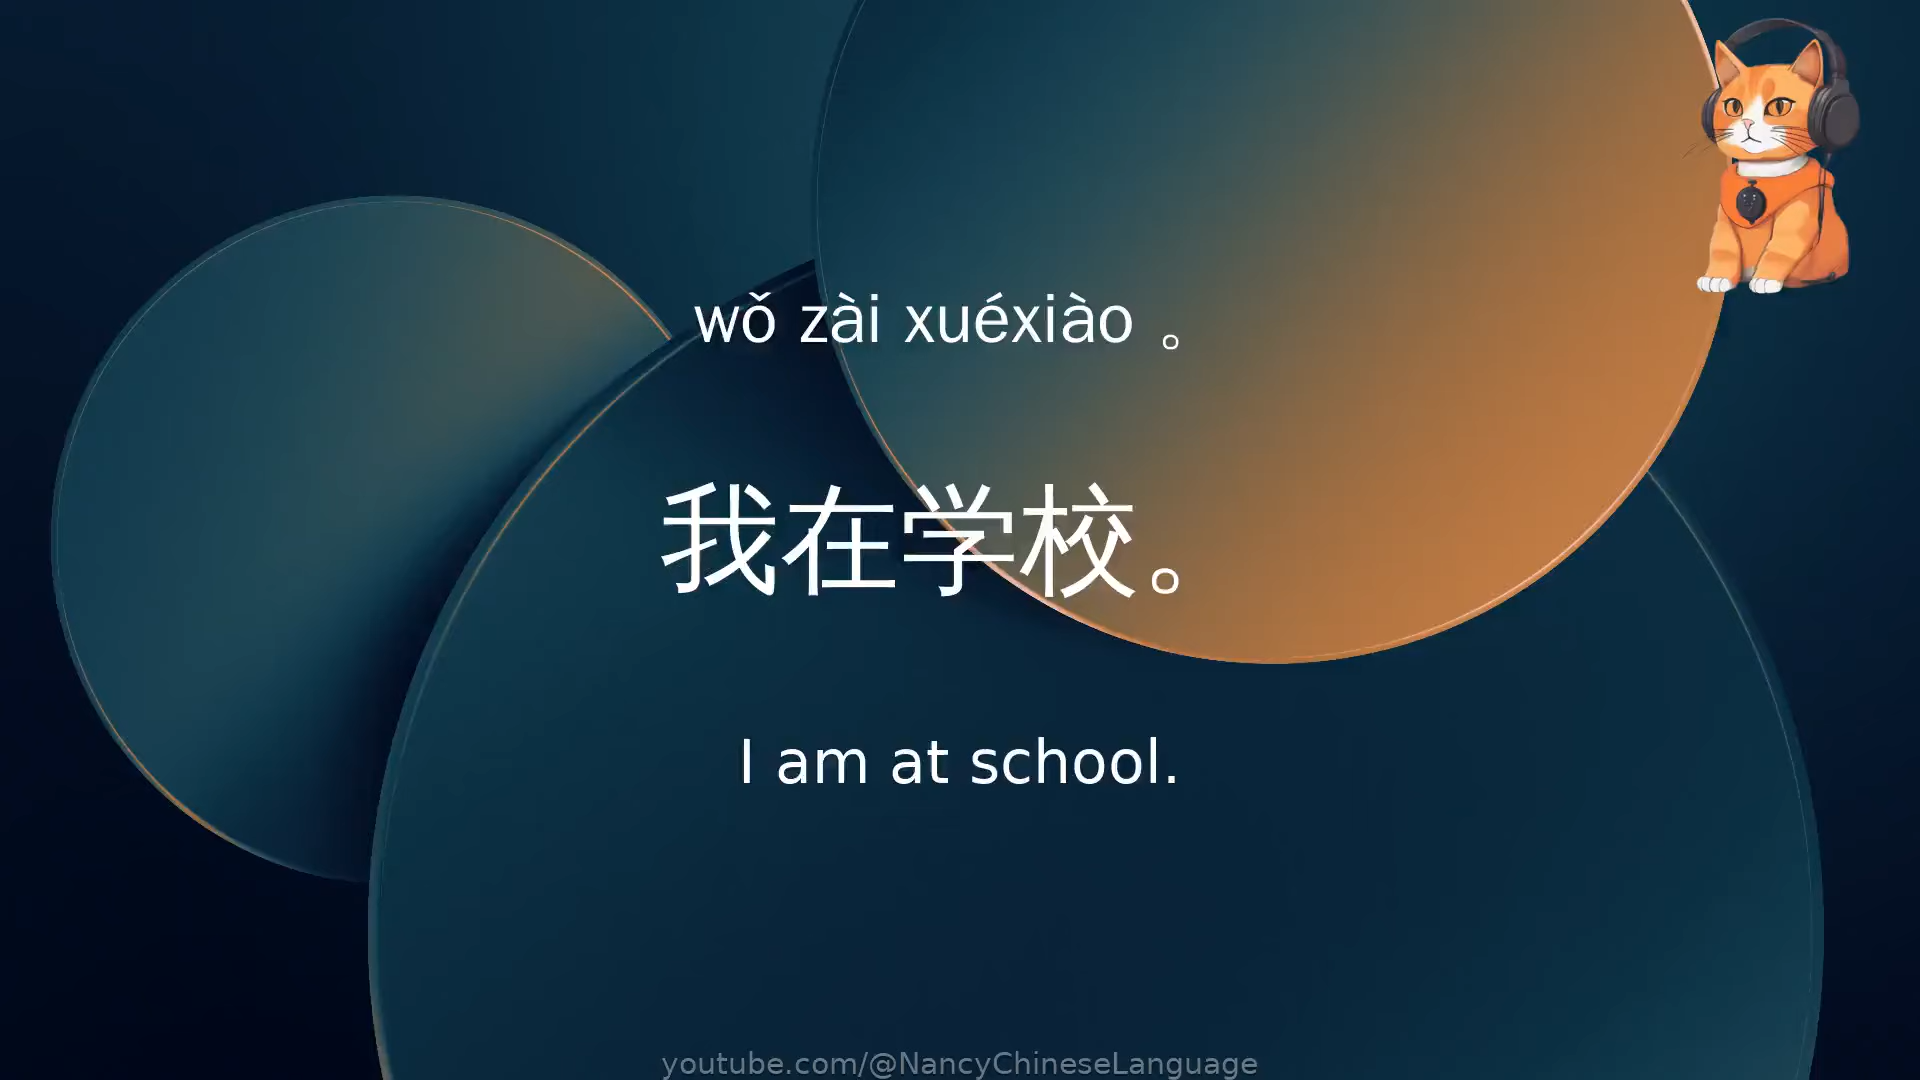 wǒ zài xuéxiào 。
我在学校。
I am at school.
youtube.com/@NancyChineseLanguage